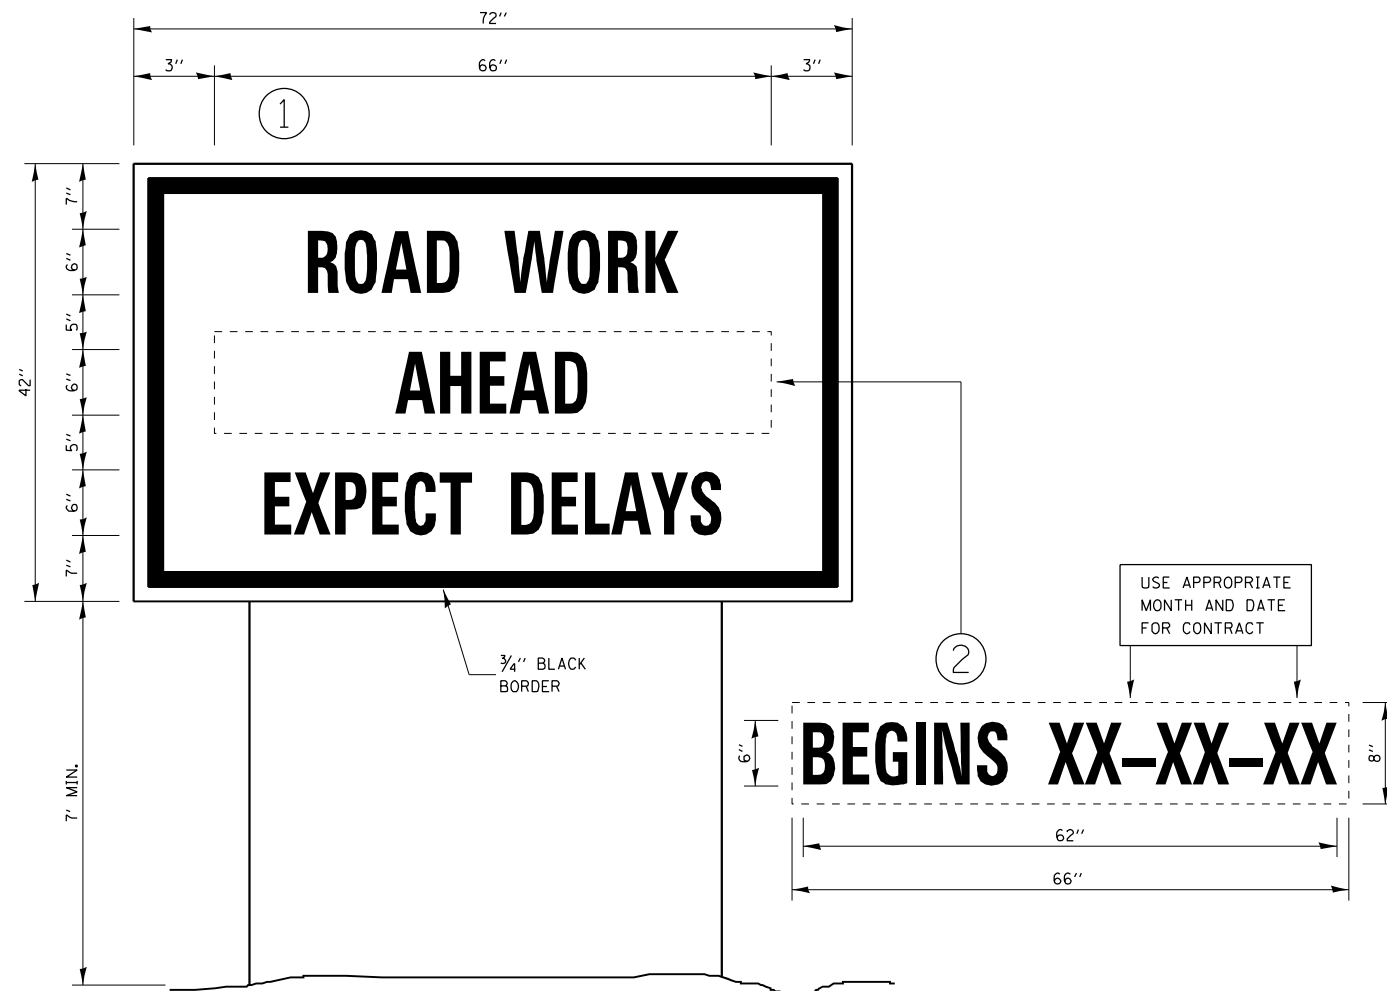 72''
3'' 66'' 3''
1
7''
6''
5''
6''
5''
6''
7''
42''
7' MIN.
ROAD WORK
AHEAD
EXPECT DELAYS
3/4'' BLACK
BORDER
2
USE APPROPRIATE
MONTH AND DATE
FOR CONTRACT
6''
BEGINS XX-XX-XX
8''
62''
66''